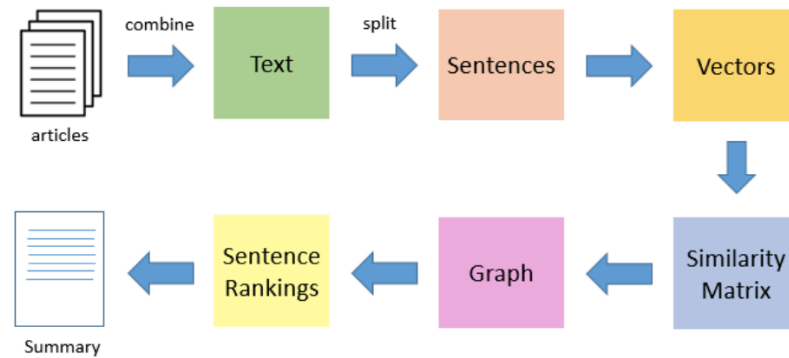 combine
split
Text
Sentences
Vectors
articles
Similarity
Matrix
Graph
Sentence
Rankings
Summary